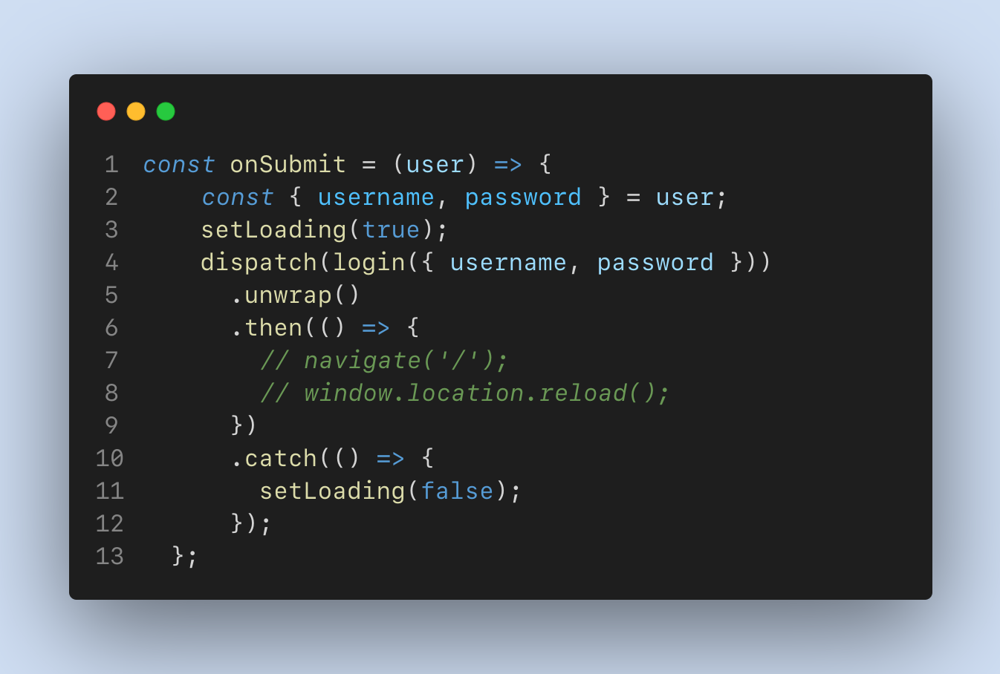 1 const onSubmit = (user) => {
2     const { username, password } = user;
3     setLoading(true);
4     dispatch(login({ username, password }))
5       .unwrap()
6       .then(() => {
7         // navigate('/');
8         // window.location.reload();
9       })
10       .catch(() => {
11         setLoading(false);
12       });
13   };